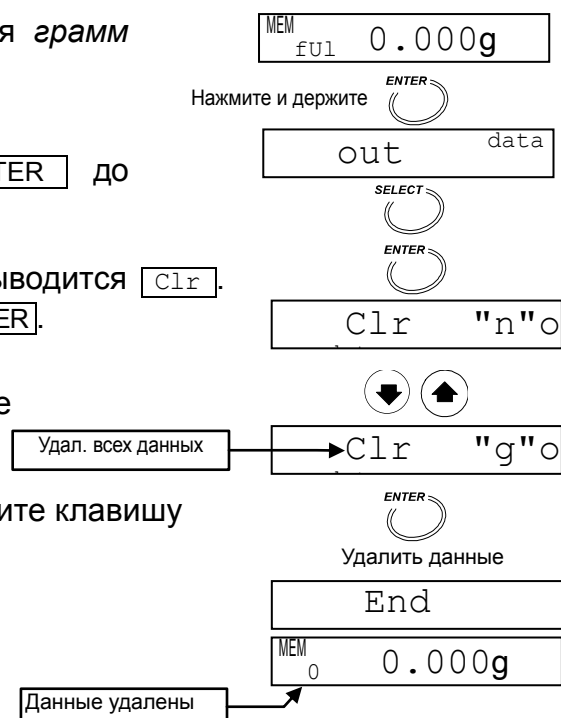 я грамм
MEM fUl 0.000g
ENTER
Нажмите и держите
out data
TER до
SELECT
ENTER
ыводится Clr .
ER.
Clr "n"o
е
Удал. всех данных
Clr "g"o
ENTER
ите клавишу
Удалить данные
End
MEM 0 0.000g
Данные удалены